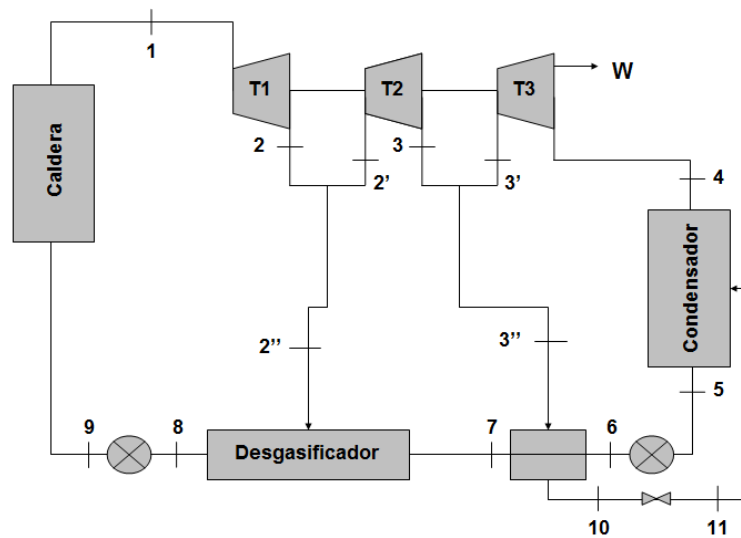 1
T1
T2
T3
W
2
2’
3
3’
4
Caldera
Condensador
2’’
3’’
5
9
8
Desgasificador
7
6
10
11